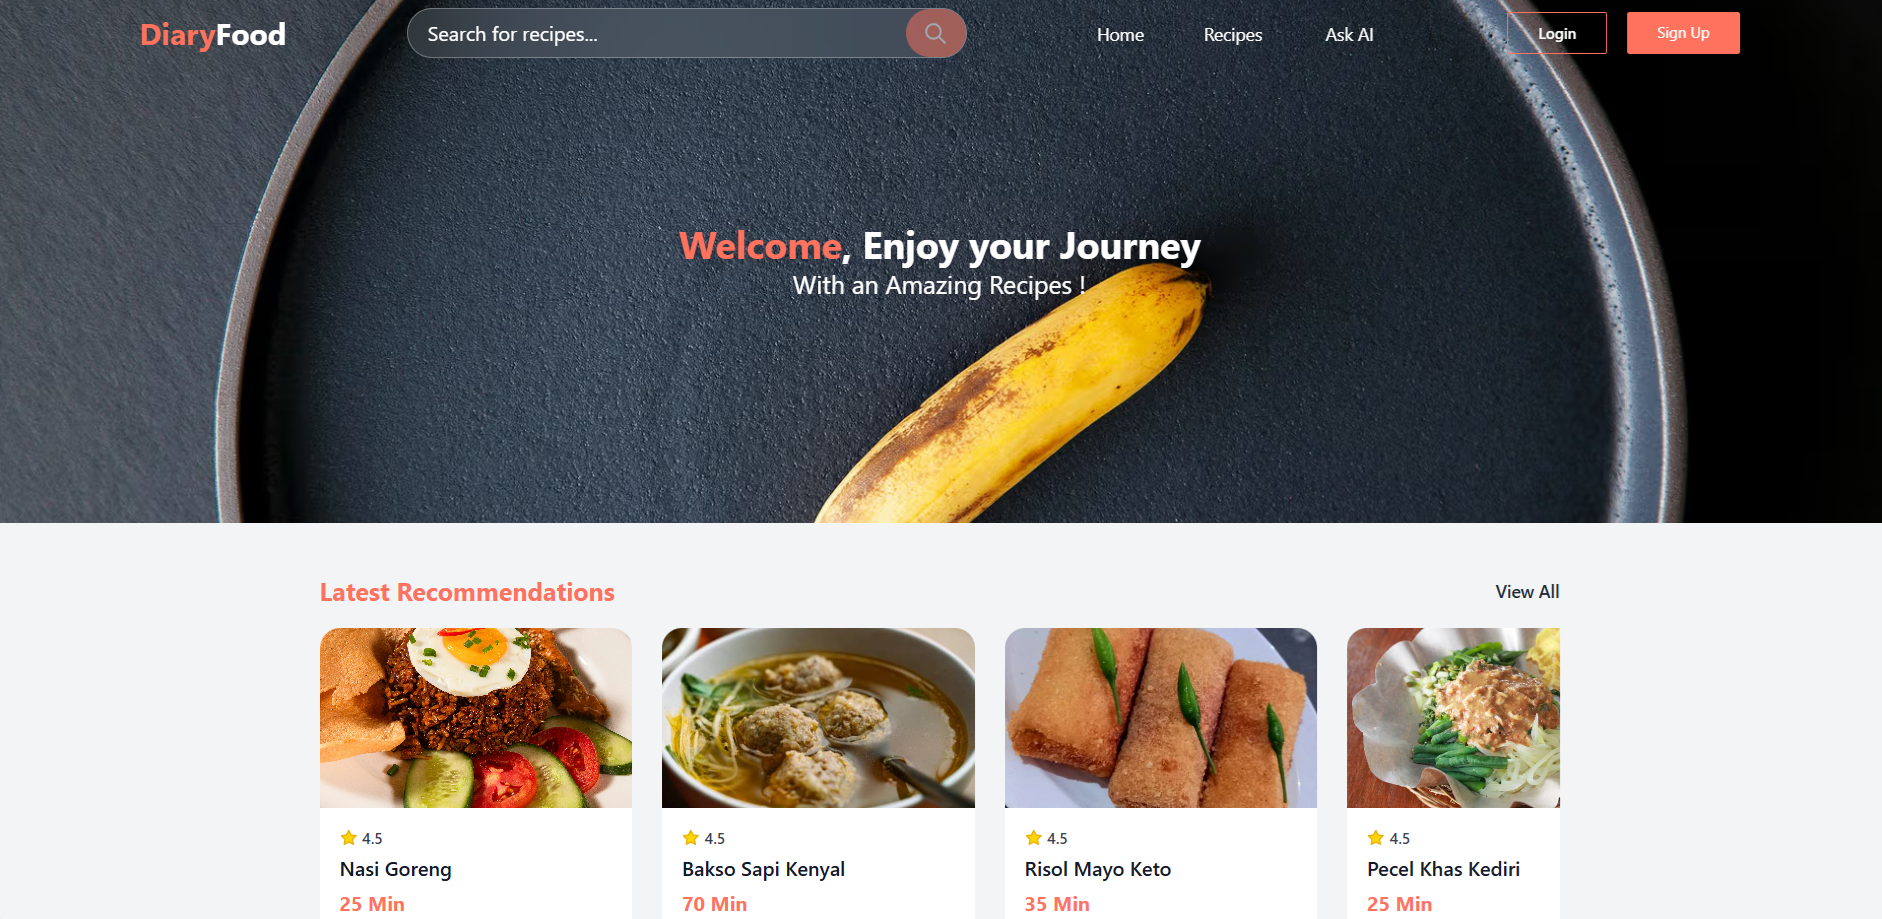 DiaryFood
Search for recipes...
Home
Recipes
Ask AI
Login
Sign Up
Welcome, Enjoy your Journey
With an Amazing Recipes !
Latest Recommendations
View All
4.5
Nasi Goreng
25 Min
4.5
Bakso Sapi Kenyal
70 Min
4.5
Risol Mayo Keto
35 Min
4.5
Pecel Khas Kediri
25 Min